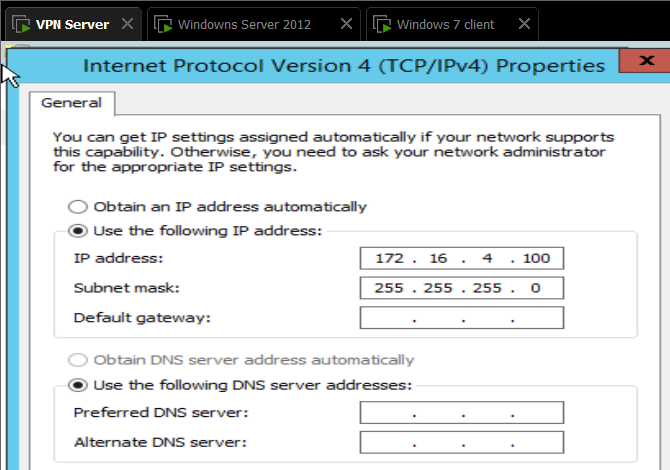 VPN Server
Windowns Server 2012
Windows 7 client
Internet Protocol Version 4 (TCP/IPv4) Properties
General
You can get IP settings assigned automatically if your network supports
this capability. Otherwise, you need to ask your network administrator
for the appropriate IP settings.
Obtain an IP address automatically
Use the following IP address:
IP address: 172 . 16 . 4 . 100
Subnet mask: 255 . 255 . 255 . 0
Default gateway: . . .
Obtain DNS server address automatically
Use the following DNS server addresses:
Preferred DNS server: . . .
Alternate DNS server: . . .